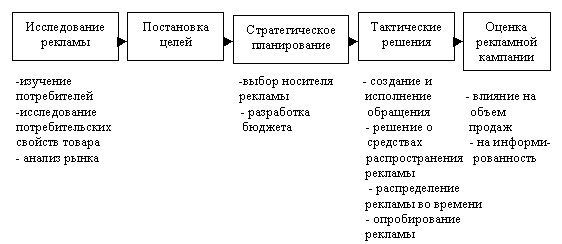 Исследование
рекламы
Постановка
целей
Стратегическое
планирование
Тактические
решения
Оценка
рекламной
кампании
-изучение
потребителей
-исследование
потребительских
свойств товара
- анализ рынка
-выбор носителя
рекламы
- разработка
бюджета
- создание и
исполнение
обращения
- решение о
средствах
распространения
рекламы
- распределение
рекламы во времени
- опробирование
рекламы
- влияние на
объем
продаж
- на информи-
рованность